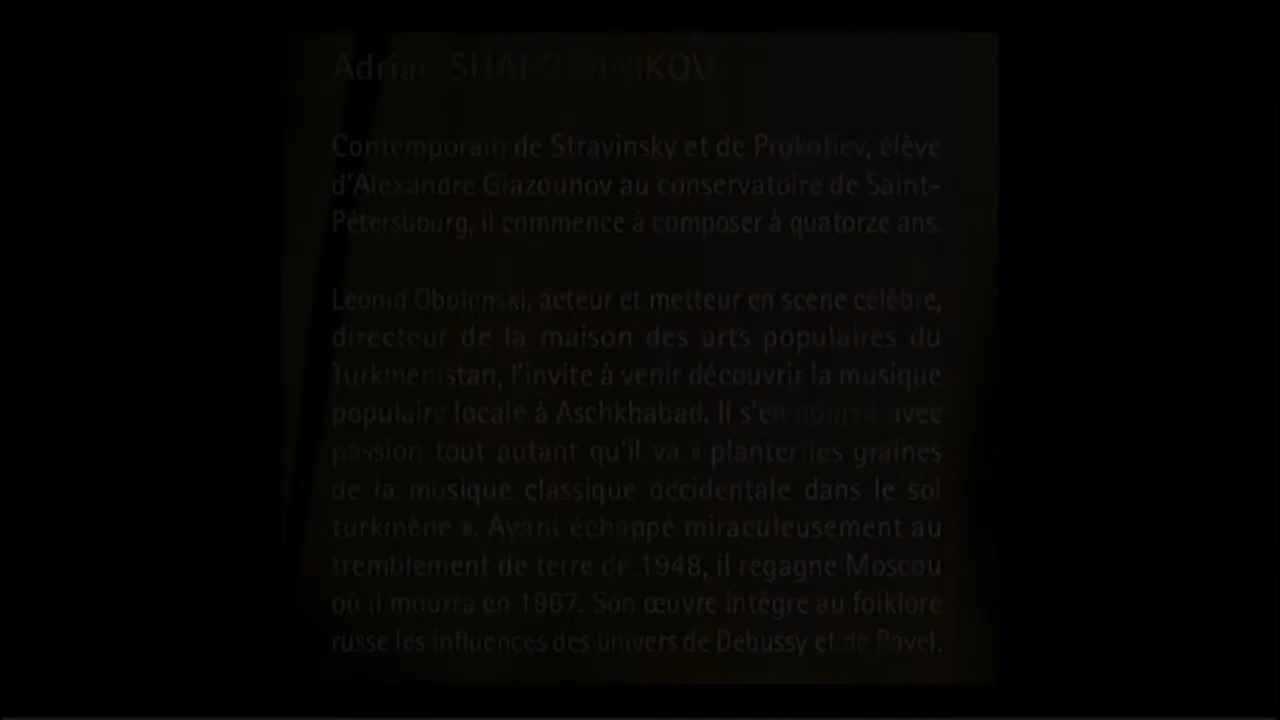 Adrian SHAPOSHNIKOV
Contemporain de Stravinsky et de Prokofiev, élève
d'Alexandre Glazounov au conservatoire de Saint-
Pétersbourg, il commence à composer à quatorze ans.
Leonid Obolenski, acteur et metteur en scène célèbre,
directeur de la maison des arts populaires du
Turkmenistan, l'invite à venir découvrir la musique
populaire locale à Aschkhabad. Il s'en nourrit avec
passion tout autant qu'il va « planter les graines
de la musique classique occidentale dans le sol
turkmène ». Ayant échappé miraculeusement au
tremblement de terre de 1948, il regagne Moscou
où il mourra en 1967. Son œuvre intègre au folklore
russe les influences des univers de Debussy et de Ravel.